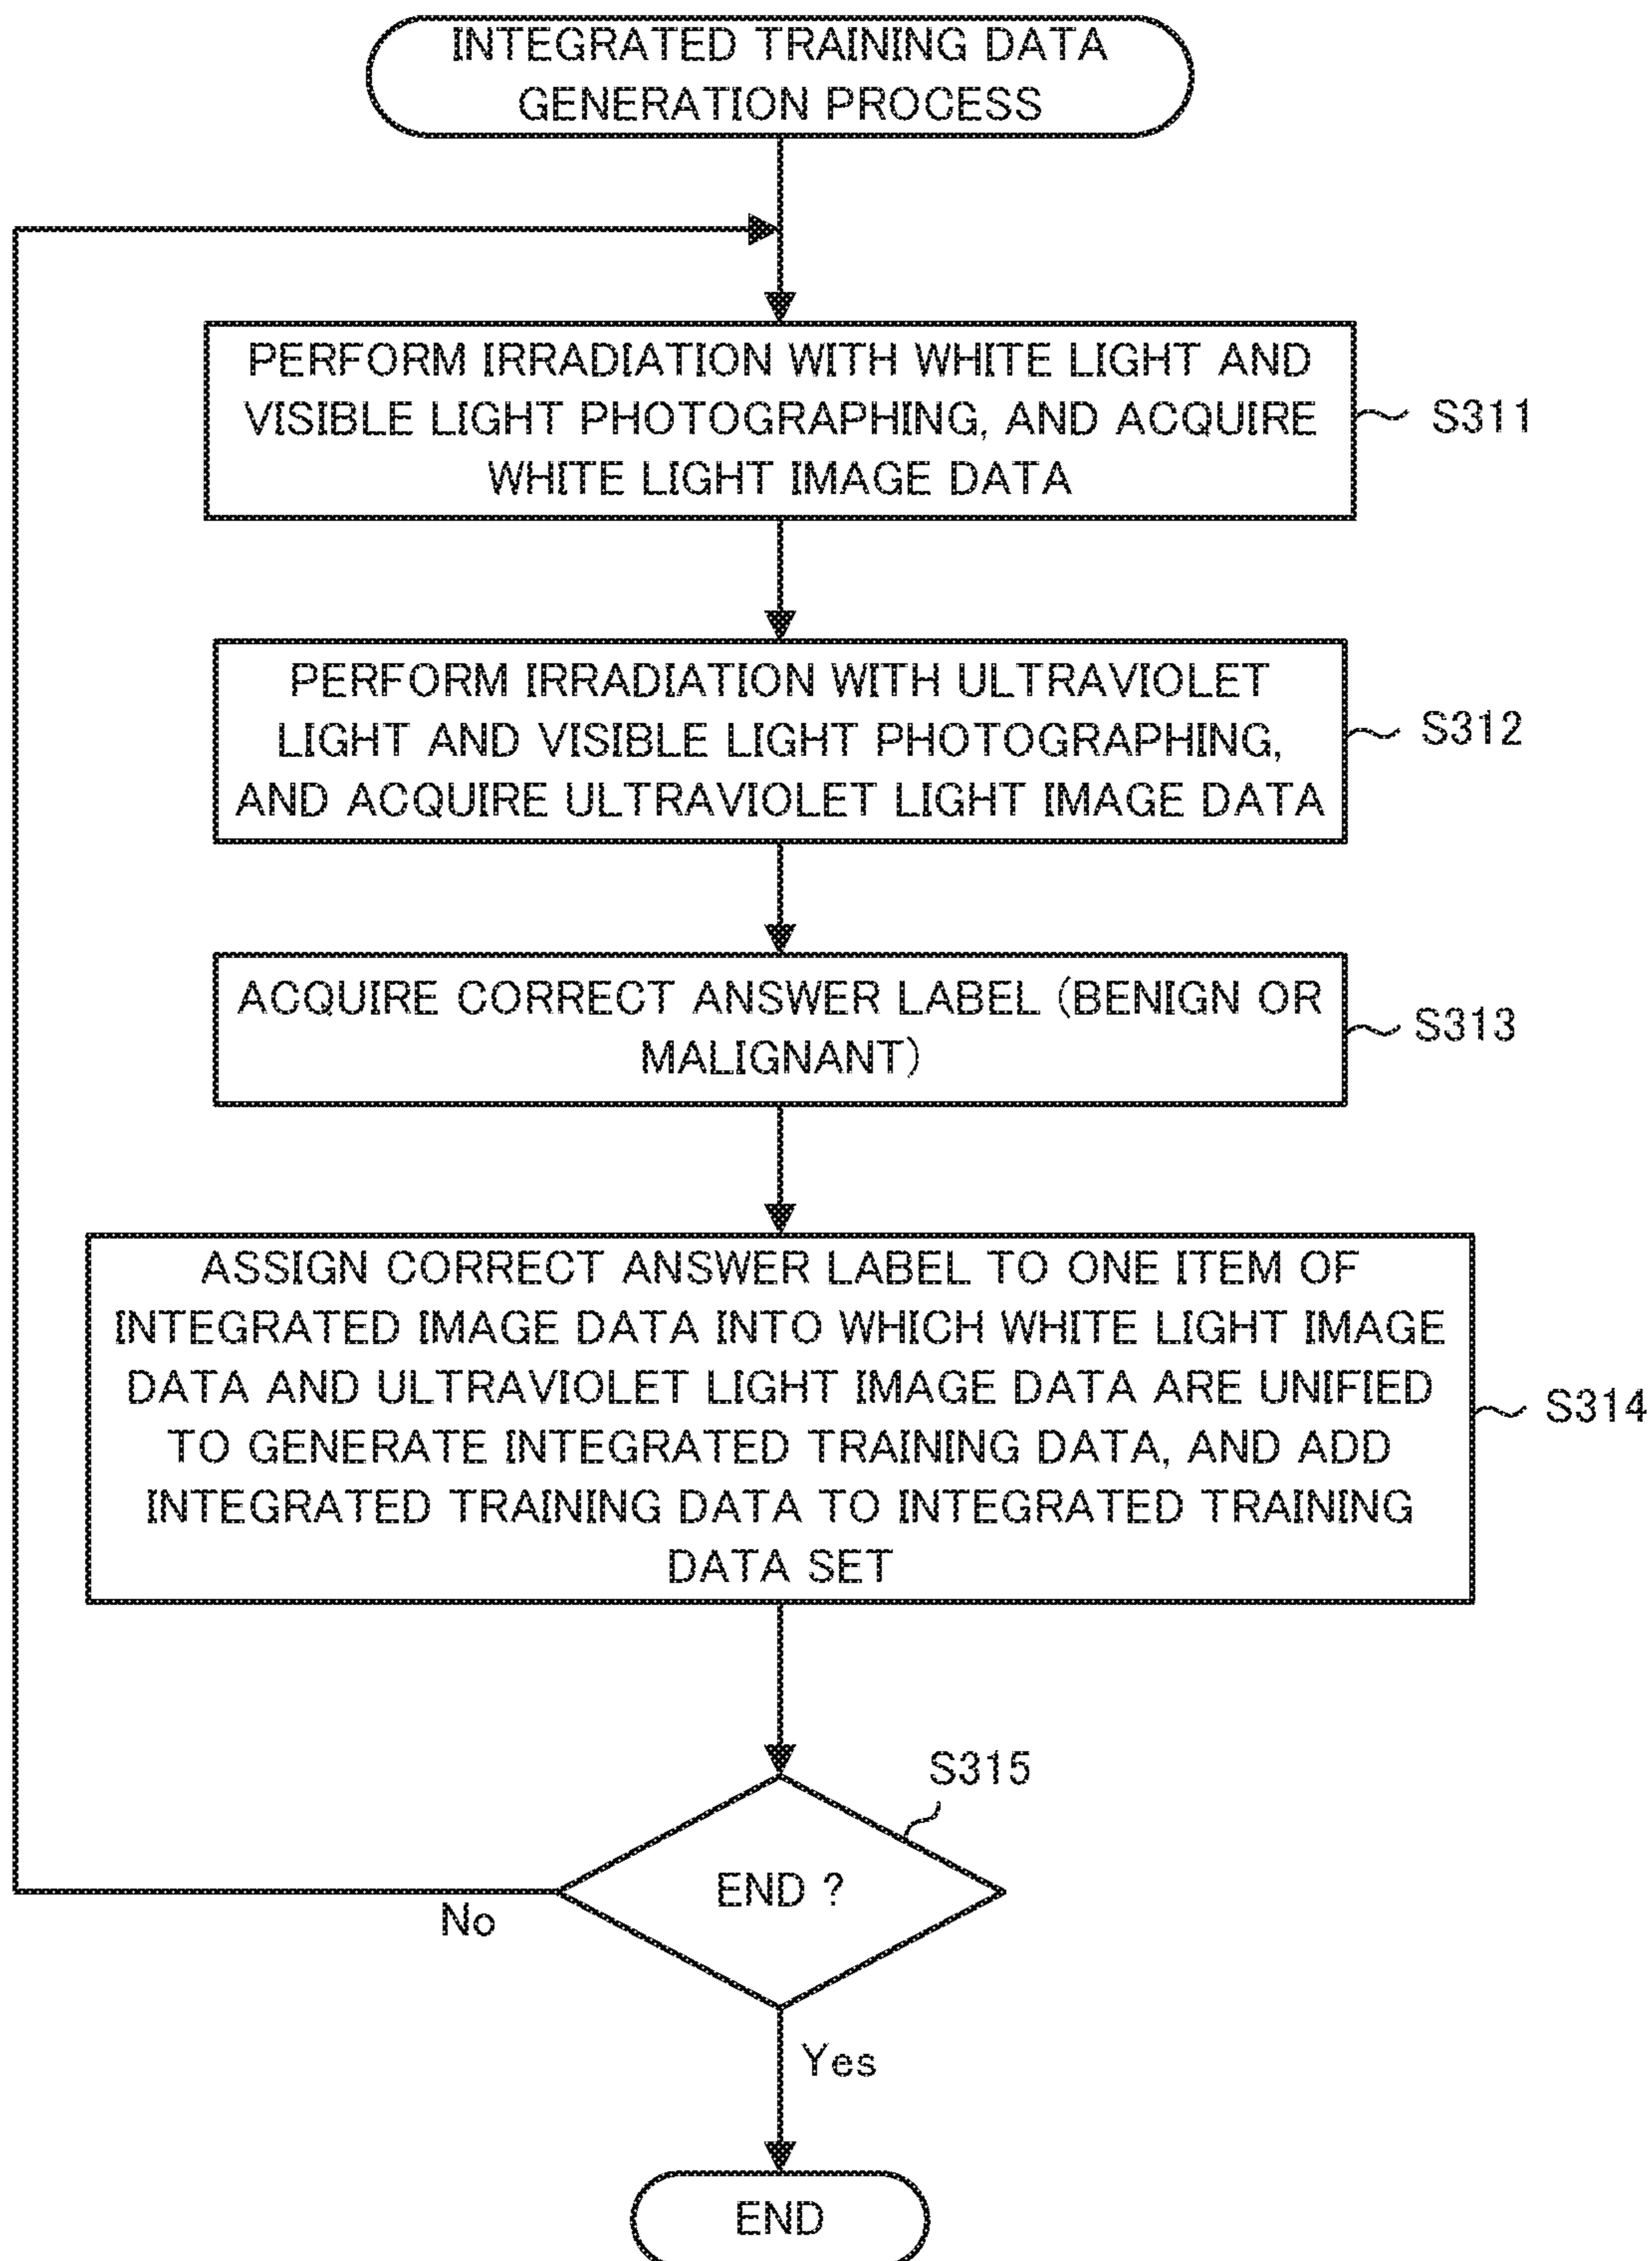 INTEGRATED TRAINING DATA
GENERATION PROCESS
PERFORM IRRADIATION WITH WHITE LIGHT AND
VISIBLE LIGHT PHOTOGRAPHING, AND ACQUIRE
WHITE LIGHT IMAGE DATA
S311
PERFORM IRRADIATION WITH ULTRAVIOLET
LIGHT AND VISIBLE LIGHT PHOTOGRAPHING,
AND ACQUIRE ULTRAVIOLET LIGHT IMAGE DATA
S312
ACQUIRE CORRECT ANSWER LABEL (BENIGN OR
MALIGNANT)
S313
ASSIGN CORRECT ANSWER LABEL TO ONE ITEM OF
INTEGRATED IMAGE DATA INTO WHICH WHITE LIGHT IMAGE
DATA AND ULTRAVIOLET LIGHT IMAGE DATA ARE UNIFIED
TO GENERATE INTEGRATED TRAINING DATA, AND ADD
INTEGRATED TRAINING DATA TO INTEGRATED TRAINING
DATA SET
S314
S315
END ?
No
Yes
END